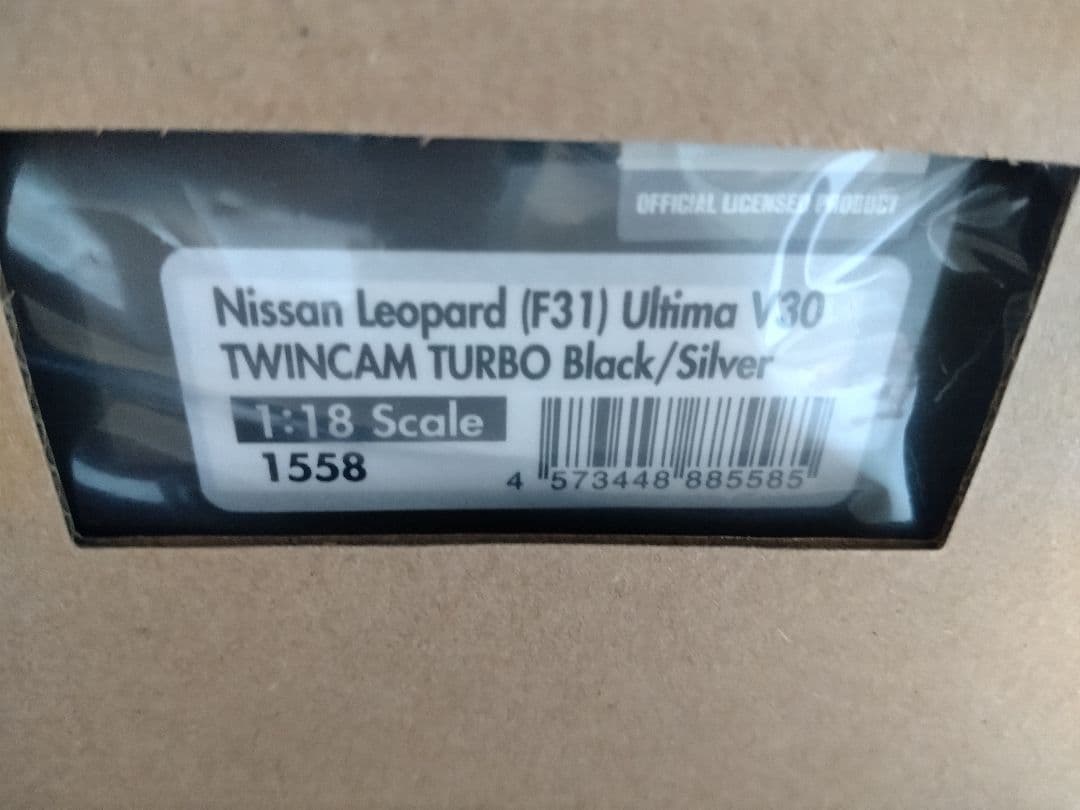 OFFICIAL LICENSED PRODUCT
Nissan Leopard (F31) Ultima V30
TWINCAM TURBO Black/Silver
1:18 Scale
1558
4 573448 885585